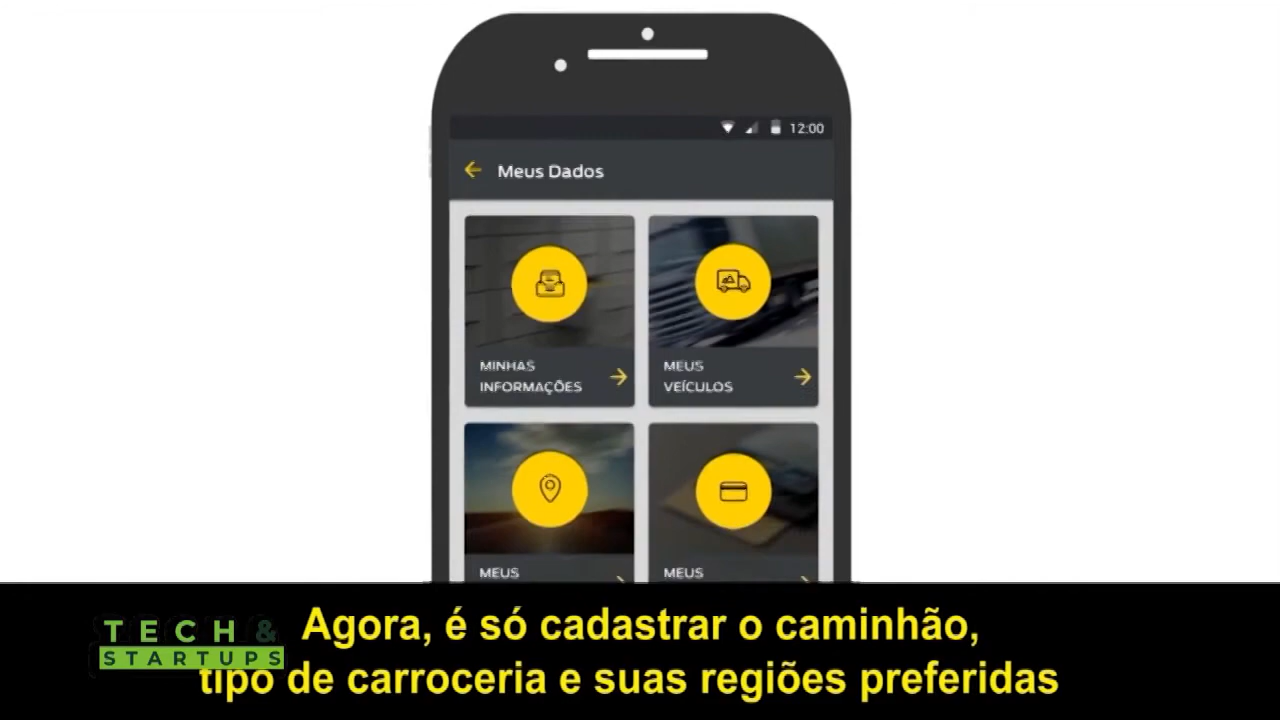 12:00
Meus Dados
MINHAS
INFORMAÇÕES
MEUS
VEÍCULOS
MEUS
MEUS
TECH &
STARTUPS
Agora, é só cadastrar o caminhão,
tipo de carroceria e suas regiões preferidas